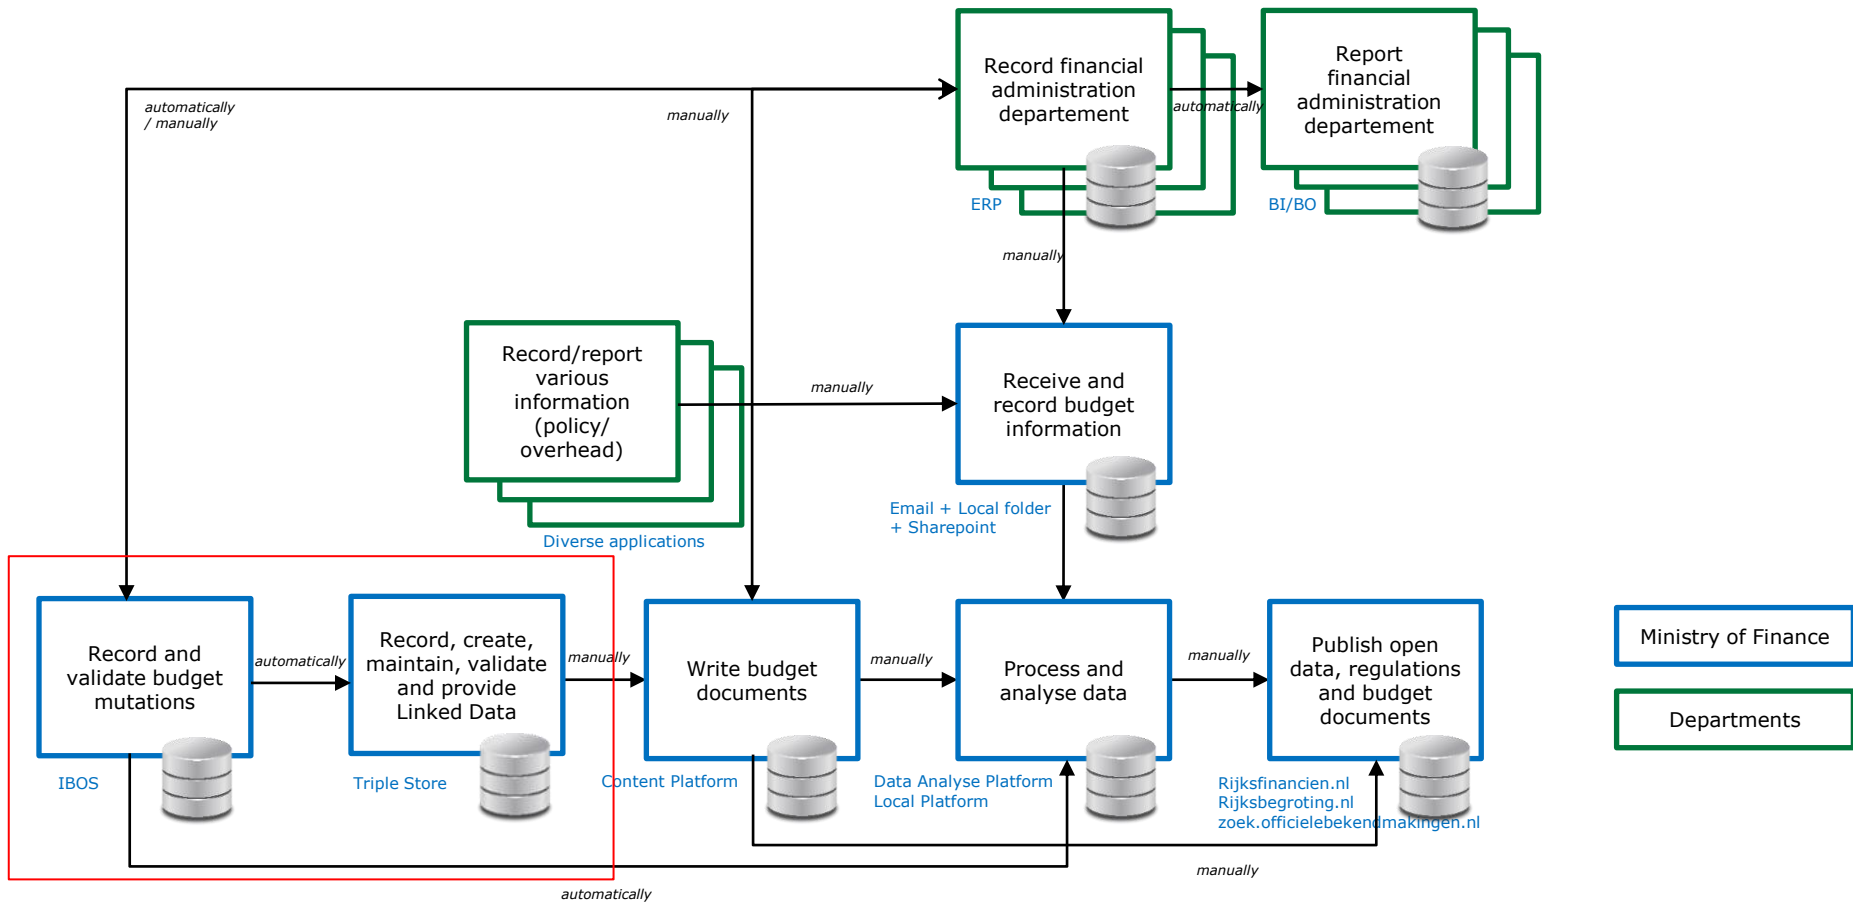 Record financial
administration
departement
Report
financial
administration
departement
automatically
/ manually
manually
automatically
ERP
BI/BO
manually
Record/report
various
information
(policy/
overhead)
manually
Receive and
record budget
information
Email + Local folder
+ Sharepoint
Diverse applications
Record and
validate budget
mutations
automatically
Record, create,
maintain, validate
and provide
Linked Data
manually
Write budget
documents
manually
Process and
analyse data
manually
Publish open
data, regulations
and budget
documents
Ministry of Finance
Departments
IBOS
Triple Store
Content Platform
Data Analyse Platform
Local Platform
Rijksfinancien.nl
Rijksbegroting.nl
zoek.officielebekendmakingen.nl
manually
automatically